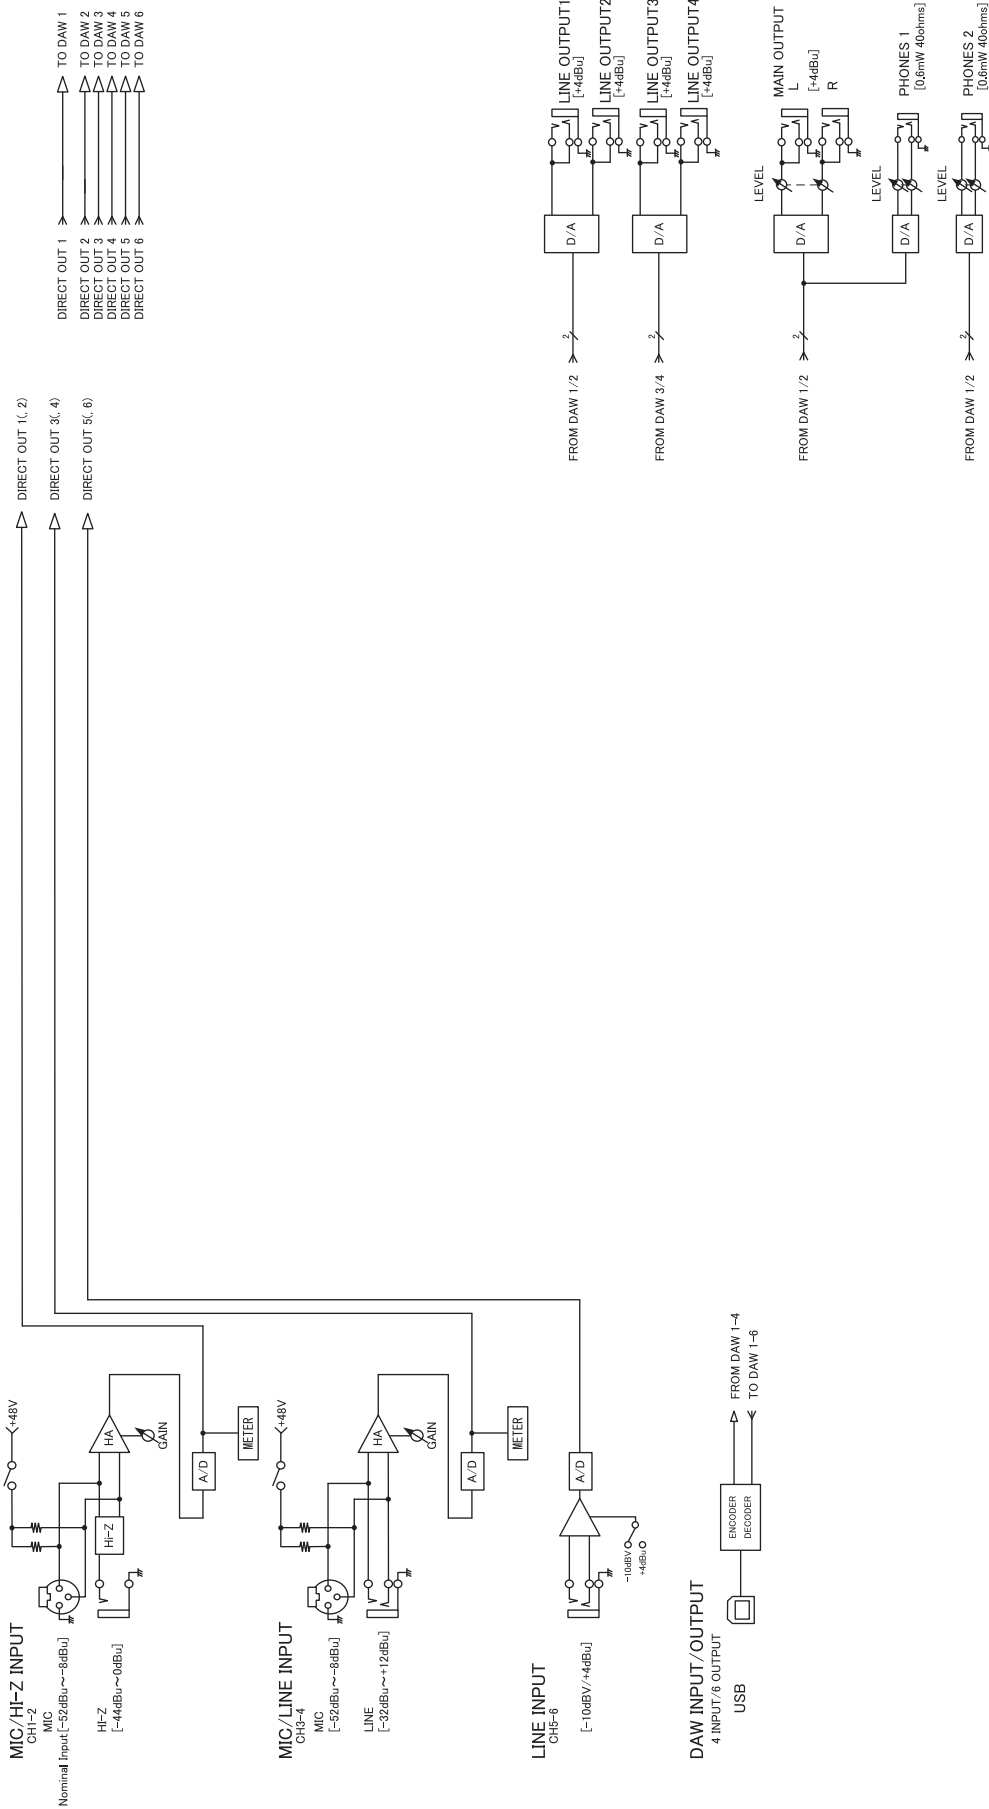 MIC/HI-Z INPUT
CH1-2
MIC
Nominal Input[-52dBu～-8dBu]
HI-Z
[-44dBu～0dBu]
+48V
Hi-Z
HA
GAIN
A/D
METER
MIC/LINE INPUT
CH3-4
MIC
[-52dBu～-8dBu]
LINE
[-32dBu～+12dBu]
+48V
HA
GAIN
A/D
METER
LINE INPUT
CH5-6
[-10dBV/+4dBu]
-10dBV
+4dBu
A/D
DAW INPUT/OUTPUT
4 INPUT/6 OUTPUT
USB
ENCODER
DECODER
FROM DAW 1-4
TO DAW 1-6
DIRECT OUT 1(, 2)
DIRECT OUT 3(, 4)
DIRECT OUT 5(, 6)
DIRECT OUT 1 TO DAW 1
DIRECT OUT 2 TO DAW 2
DIRECT OUT 3 TO DAW 3
DIRECT OUT 4 TO DAW 4
DIRECT OUT 5 TO DAW 5
DIRECT OUT 6 TO DAW 6
FROM DAW 1/2
2
D/A
LINE OUTPUT1
[+4dBu]
LINE OUTPUT2
[+4dBu]
FROM DAW 3/4
2
D/A
LINE OUTPUT3
[+4dBu]
LINE OUTPUT4
[+4dBu]
FROM DAW 1/2
2
D/A
LEVEL
MAIN OUTPUT
L
[+4dBu]
R
D/A
LEVEL
PHONES 1
[0.6mW 40ohms]
FROM DAW 1/2
2
D/A
LEVEL
PHONES 2
[0.6mW 40ohms]